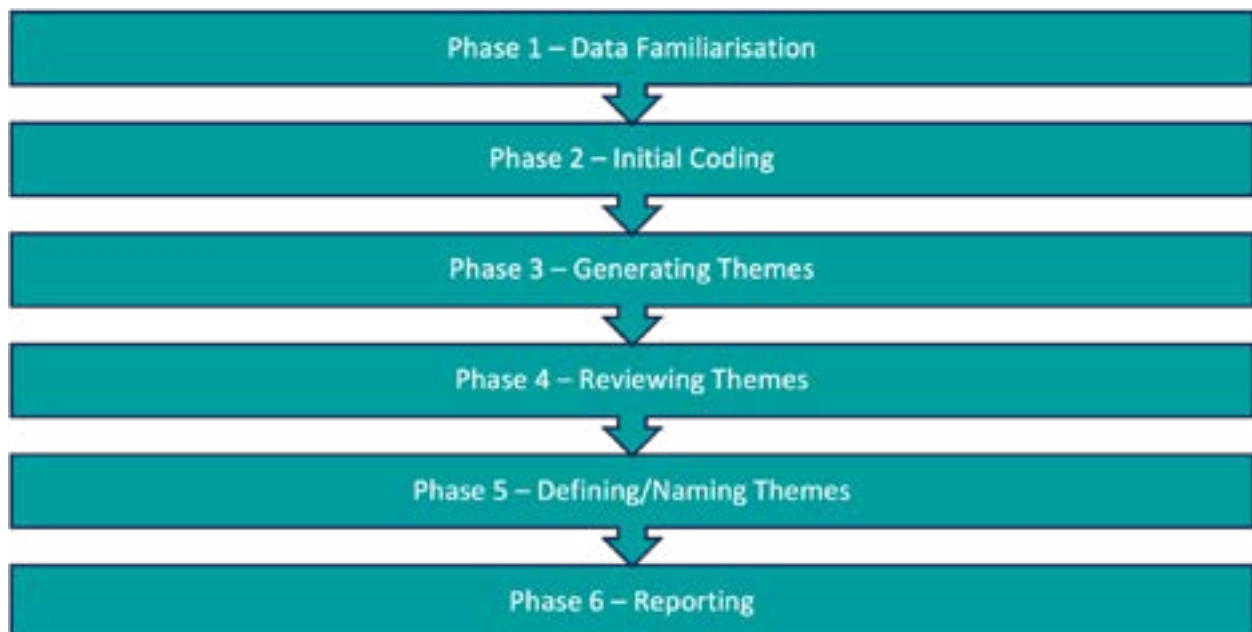 Phase 1 – Data Familiarisation
Phase 2 – Initial Coding
Phase 3 – Generating Themes
Phase 4 – Reviewing Themes
Phase 5 – Defining/Naming Themes
Phase 6 – Reporting